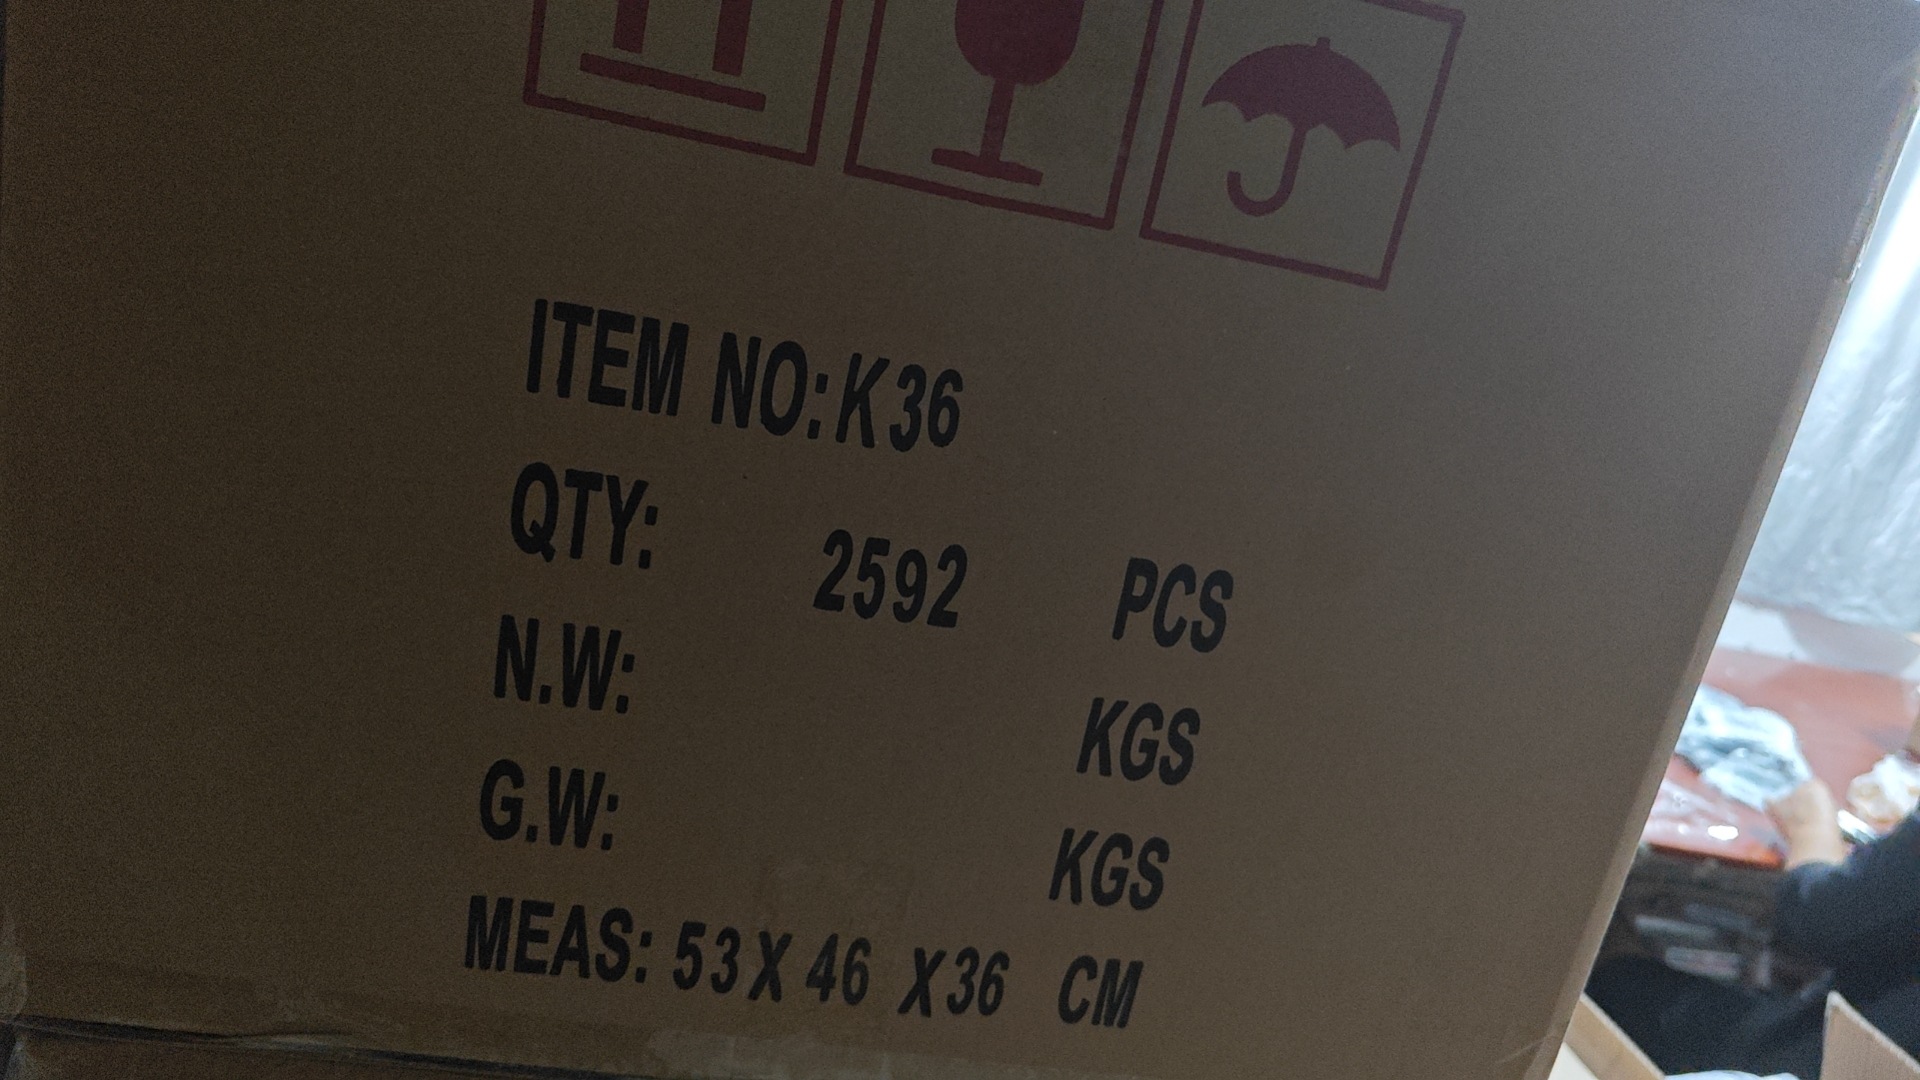 ITEM NO:K36
QTY: 2592 PCS
N.W: KGS
G.W: KGS
MEAS: 53X46 X36 CM